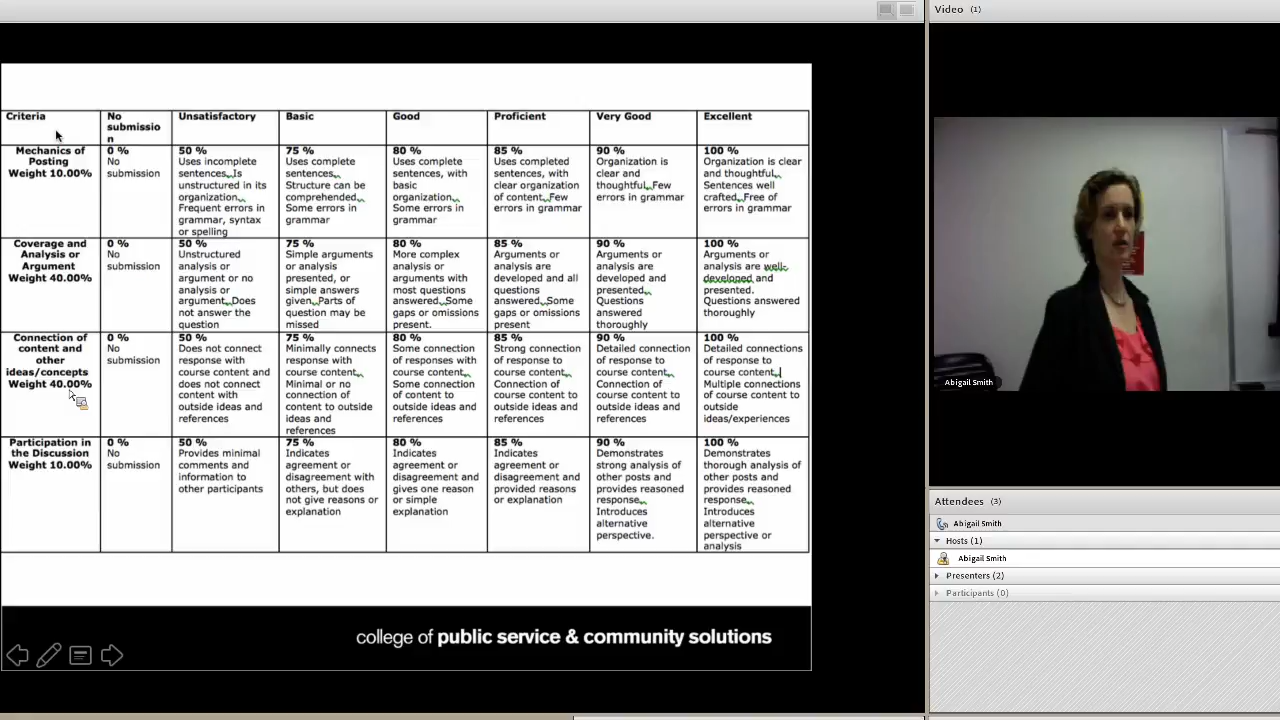 Video (1)
Criteria
No
submissio
n
Unsatisfactory
Basic
Good
Proficient
Very Good
Excellent
Mechanics of
Posting
Weight 10.00%
0 %
No
submission
50 %
Uses incomplete
sentences. Is
unstructured in its
organization.
Frequent errors in
grammar, syntax
or spelling
75 %
Uses complete
sentences.
Structure can be
comprehended.
Some errors in
grammar
80 %
Uses complete
sentences, with
basic
organization.
Some errors in
grammar
85 %
Uses completed
sentences, with
clear organization
of content. Few
errors in grammar
90 %
Organization is
clear and
thoughtful. Few
errors in grammar
100 %
Organization is clear
and thoughtful.
Sentences well
crafted. Free of
errors in grammar
Coverage and
Analysis or
Argument
Weight 40.00%
0 %
No
submission
50 %
Unstructured
analysis or
argument or no
analysis or
argument. Does
not answer the
question
75 %
Simple arguments
or analysis
presented, or
simple answers
given. Parts of
question may be
missed
80 %
More complex
analysis or
arguments with
most questions
answered. Some
gaps or omissions
present.
85 %
Arguments or
analysis are
developed and all
questions
answered. Some
gaps or omissions
present
90 %
Arguments or
analysis are
developed and
presented.
Questions
answered
thoroughly
100 %
Arguments or
analysis are well-
developed and
presented.
Questions answered
thoroughly
Connection of
content and
other
ideas/concepts
Weight 40.00%
0 %
No
submission
50 %
Does not connect
response with
course content and
does not connect
content with
outside ideas and
references
75 %
Minimally connects
response with
course content.
Minimal or no
connection of
content to outside
ideas and
references
80 %
Some connection
of responses with
course content.
Some connection
of content to
outside ideas and
references
85 %
Strong connection
of response to
course content.
Connection of
course content to
outside ideas and
references
90 %
Detailed connection
of response to
course content.
Connection of
course content to
outside ideas and
references
100 %
Detailed connections
of response to
course content.
Multiple connections
of course content to
outside
ideas/experiences
Participation in
the Discussion
Weight 10.00%
0 %
No
submission
50 %
Provides minimal
comments and
information to
other participants
75 %
Indicates
agreement or
disagreement with
others, but does
not give reasons or
explanation
80 %
Indicates
agreement or
disagreement and
gives one reason
or simple
explanation
85 %
Indicates
agreement or
disagreement and
provided reasons
or explanation
90 %
Demonstrates
strong analysis of
other posts and
provides reasoned
response.
Introduces
alternative
perspective.
100 %
Demonstrates
thorough analysis of
other posts and
provides reasoned
response.
Introduces
alternative
perspective or
analysis
college of public service & community solutions
Abigail Smith
Attendees (3)
Abigail Smith
Hosts (1)
Abigail Smith
Presenters (2)
Participants (0)